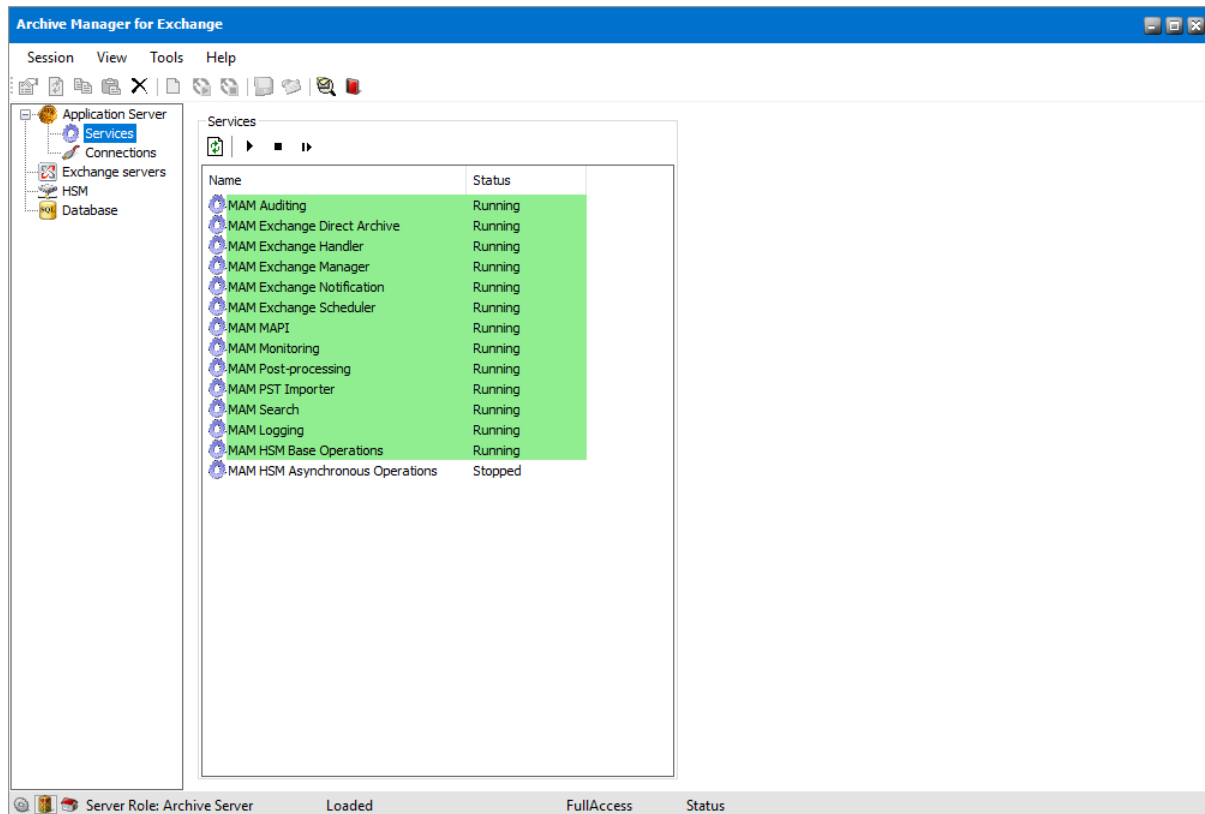 Archive Manager for Exchange
Session View Tools Help
Application Server
Services
Connections
Exchange servers
HSM
SQL Database
Services
Name Status
MAM Auditing Running
MAM Exchange Direct Archive Running
MAM Exchange Handler Running
MAM Exchange Manager Running
MAM Exchange Notification Running
MAM Exchange Scheduler Running
MAM MAPI Running
MAM Monitoring Running
MAM Post-processing Running
MAM PST Importer Running
MAM Search Running
MAM Logging Running
MAM HSM Base Operations Running
MAM HSM Asynchronous Operations Stopped
Server Role: Archive Server Loaded FullAccess Status